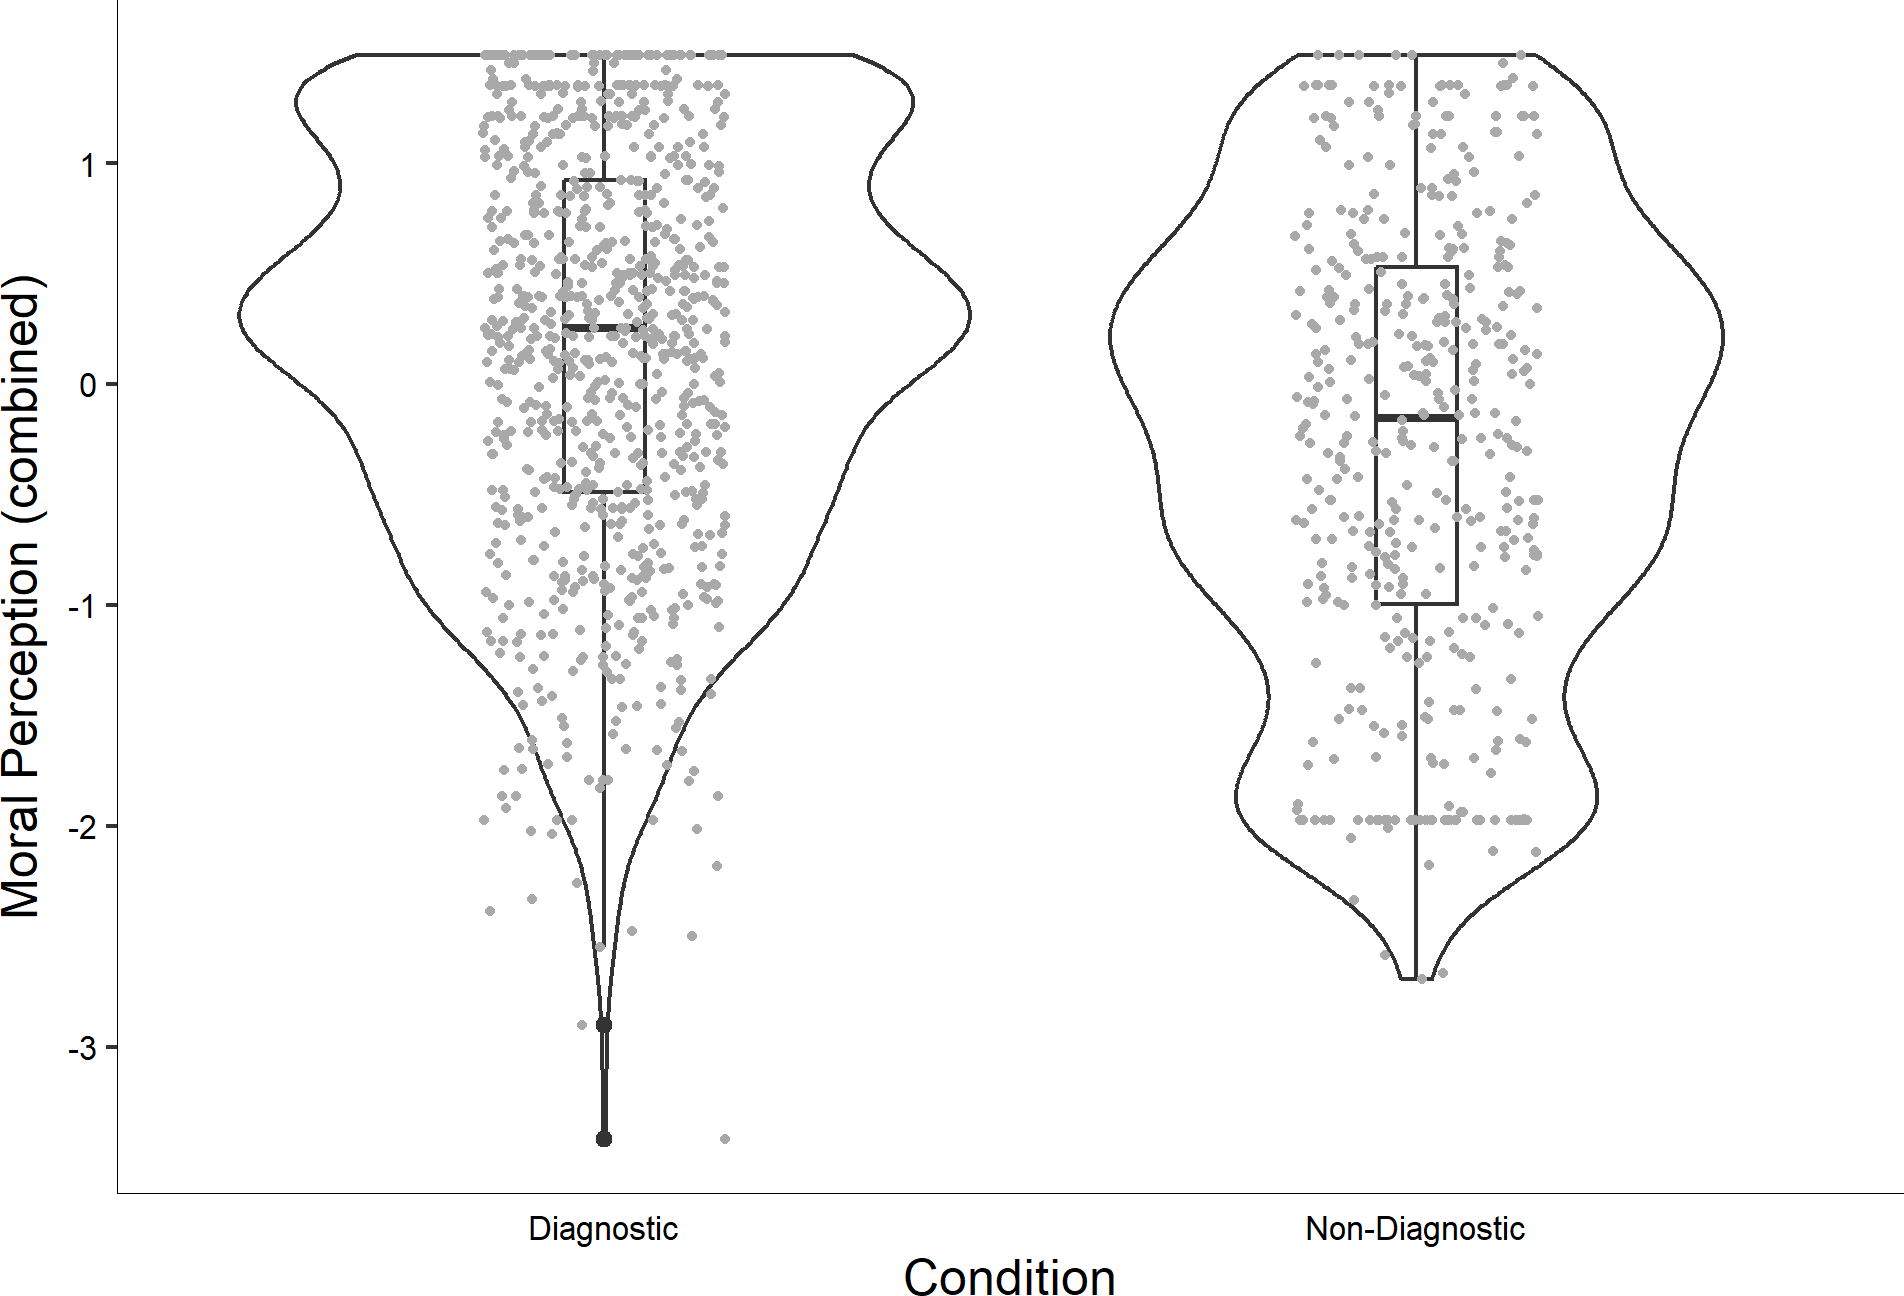 Moral Perception (combined)
1
0
-1
-2
-3
Diagnostic
Non-Diagnostic
Condition